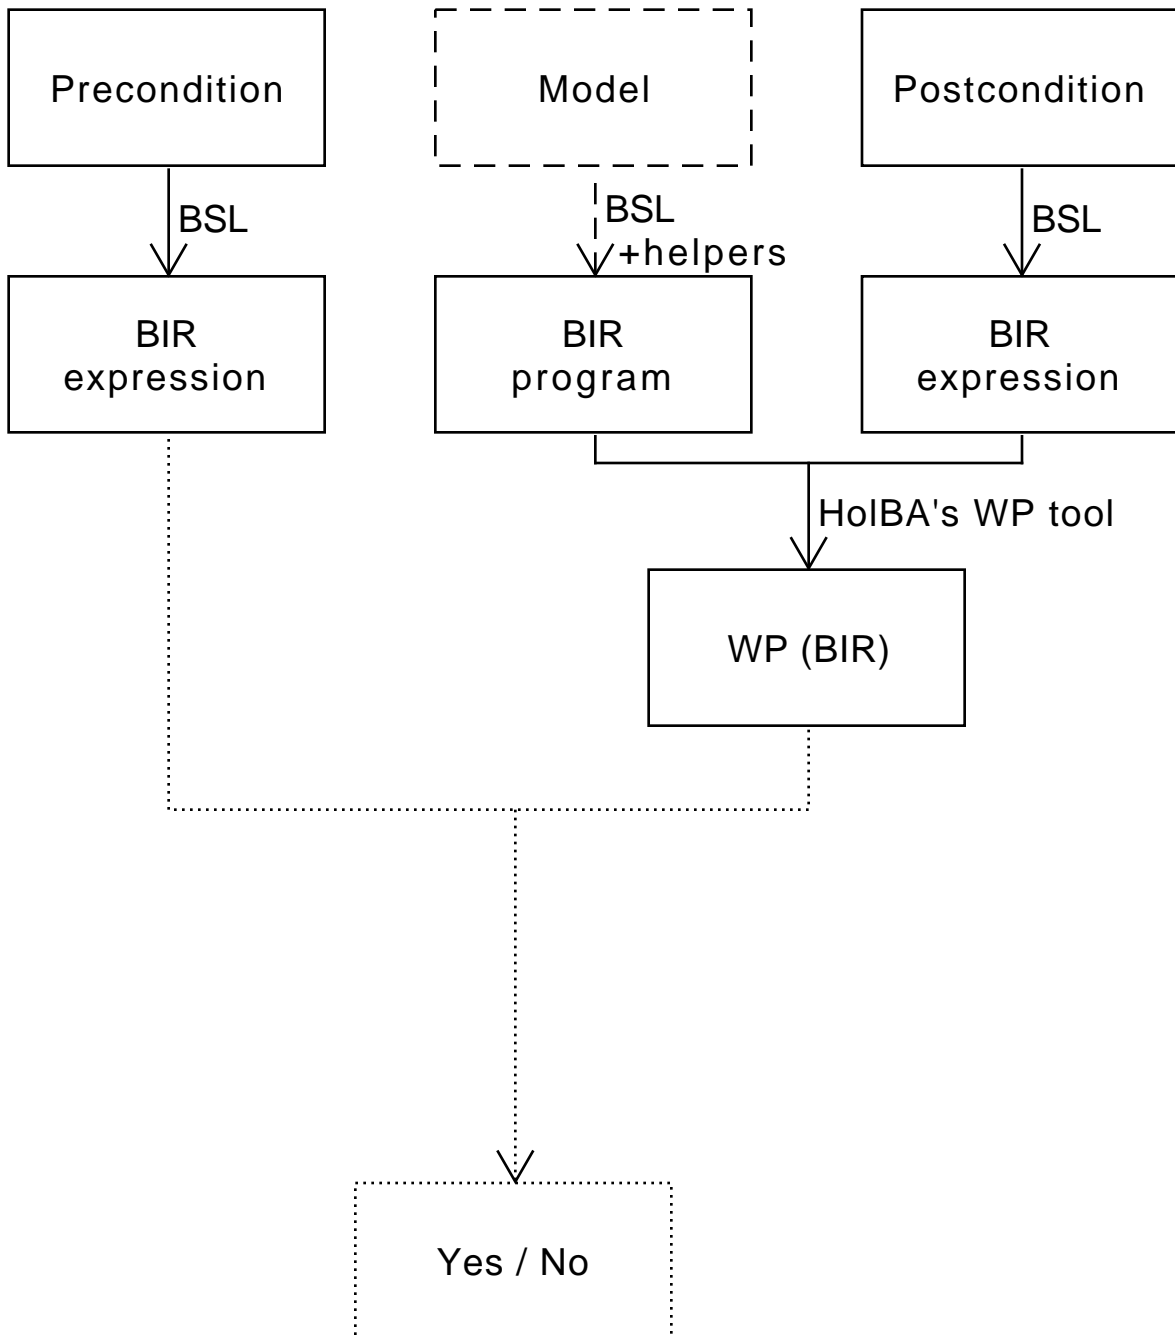 Precondition
Model
Postcondition
BSL
BSL
+helpers
BSL
BIR
expression
BIR
program
BIR
expression
HolBA's WP tool
WP (BIR)
Yes / No